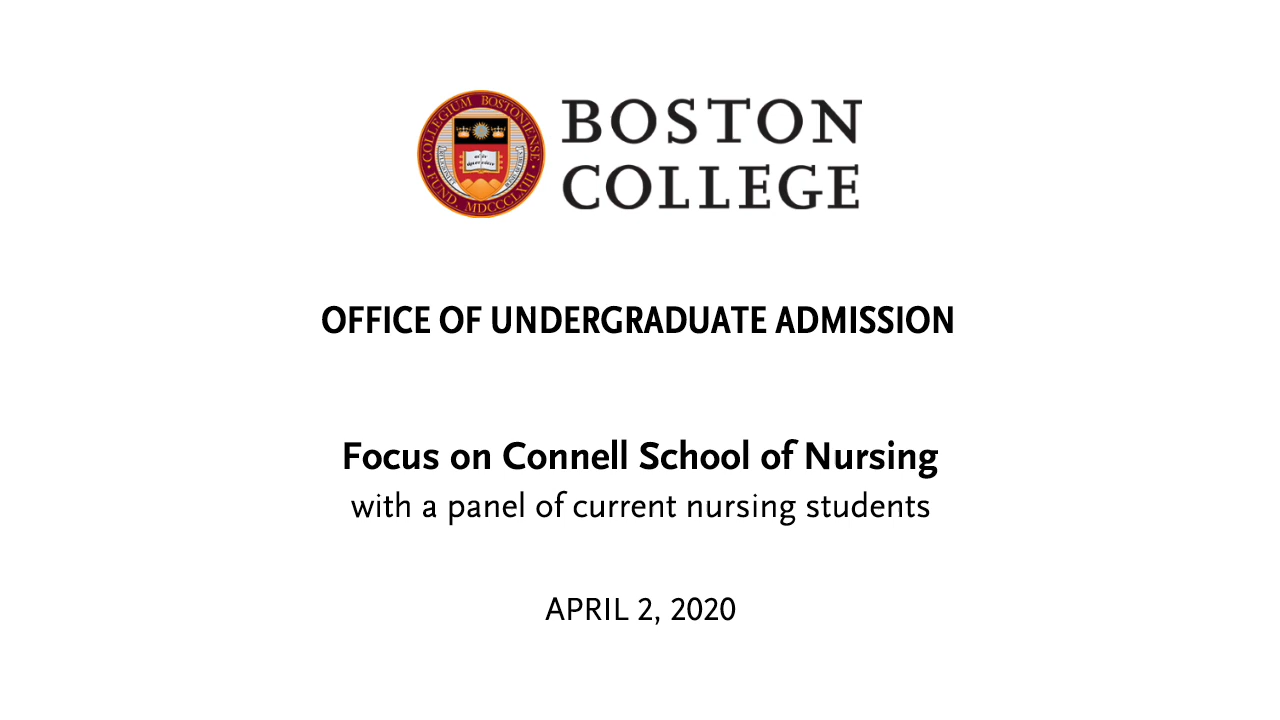 COLLEGIUM BOSTONIENSE
FUND. MDCCCLXIII
BOSTON
COLLEGE
OFFICE OF UNDERGRADUATE ADMISSION
Focus on Connell School of Nursing
with a panel of current nursing students
APRIL 2, 2020